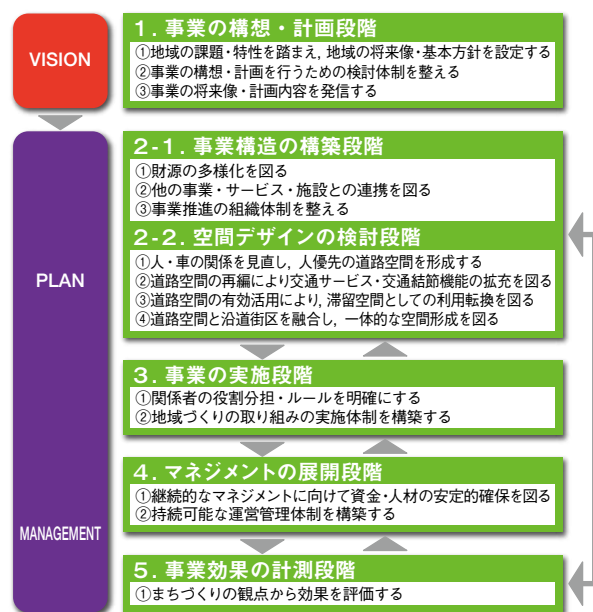 VISION
1．事業の構想・計画段階
①地域の課題・特性を踏まえ，地域の将来像・基本方針を設定する
②事業の構想・計画を行うための検討体制を整える
③事業の将来像・計画内容を発信する
PLAN
2-1．事業構造の構築段階
①財源の多様化を図る
②他の事業・サービス・施設との連携を図る
③事業推進の組織体制を整える
2-2．空間デザインの検討段階
①人・車の関係を見直し，人優先の道路空間を形成する
②道路空間の再編により交通サービス・交通結節機能の拡充を図る
③道路空間の有効活用により，滞留空間としての利用転換を図る
④道路空間と沿道街区を融合し，一体的な空間形成を図る
3．事業の実施段階
①関係者の役割分担・ルールを明確にする
②地域づくりの取り組みの実施体制を構築する
4．マネジメントの展開段階
①継続的なマネジメントに向けて資金・人材の安定的確保を図る
②持続可能な運営管理体制を構築する
MANAGEMENT
5．事業効果の計測段階
①まちづくりの観点から効果を評価する